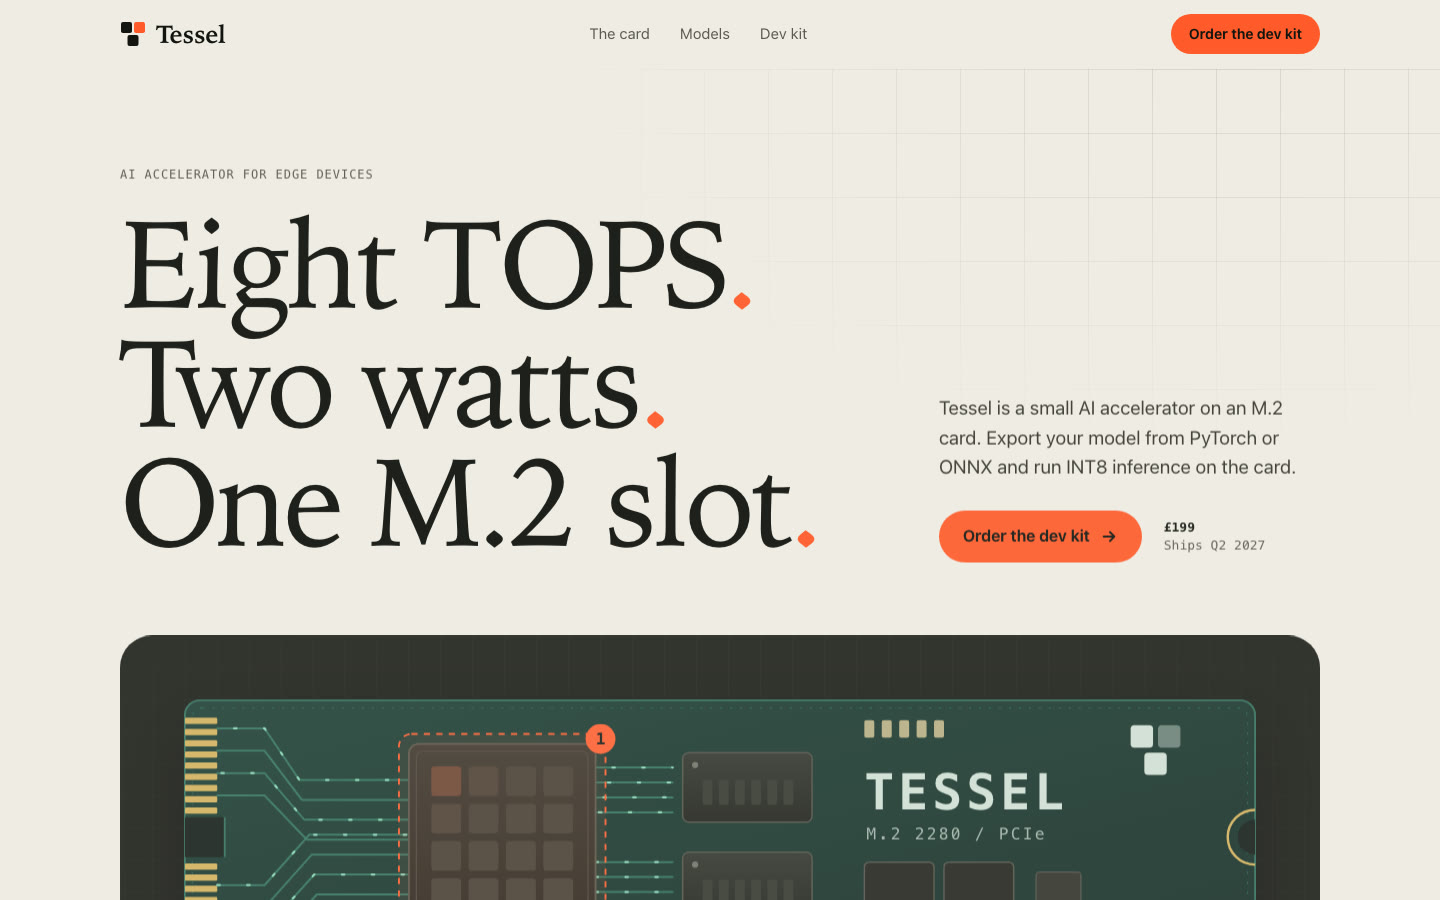 Tessel
The card
Models
Dev kit
Order the dev kit
AI ACCELERATOR FOR EDGE DEVICES
Eight TOPS.
Two watts.
One M.2 slot.
Tessel is a small AI accelerator on an M.2
card. Export your model from PyTorch or
ONNX and run INT8 inference on the card.
Order the dev kit →
£199
Ships Q2 2027
1
TESSEL
M.2 2280 / PCIe